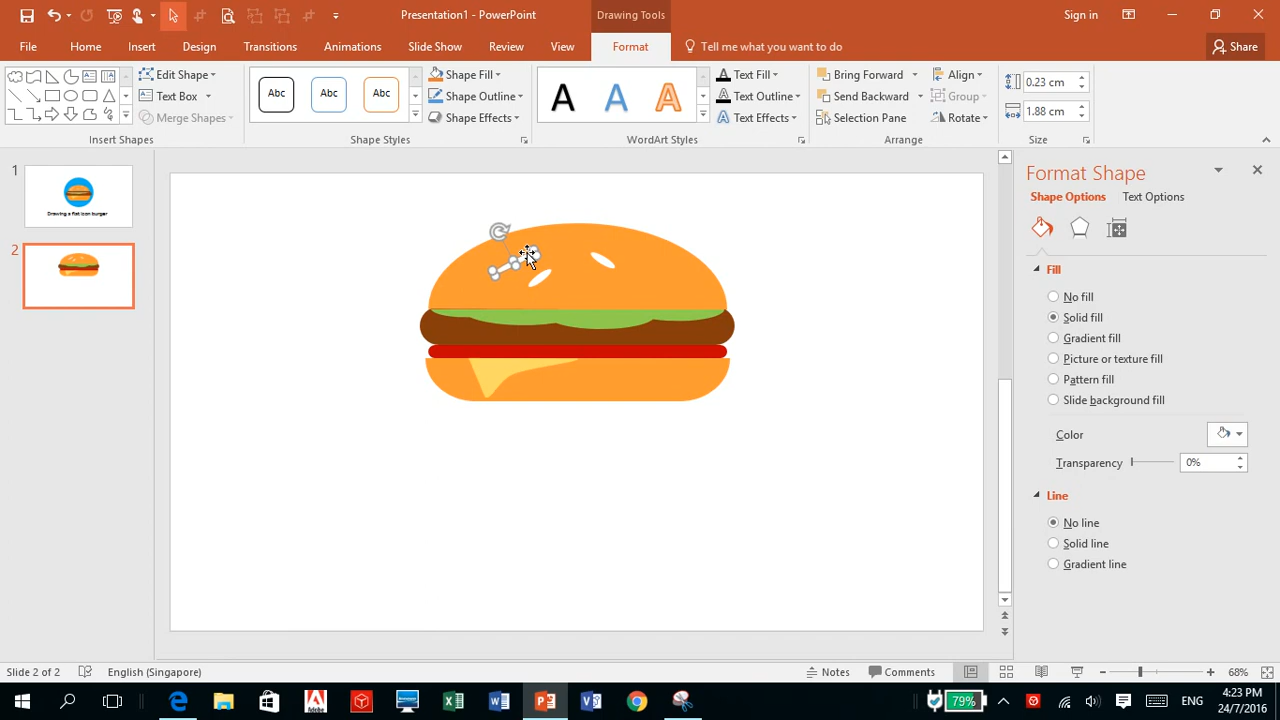 Presentation1 - PowerPoint
Drawing Tools
Sign in
File Home Insert Design Transitions Animations Slide Show Review View Format Tell me what you want to do Share
Edit Shape
Text Box
Merge Shapes
Insert Shapes
Abc Abc Abc
Shape Fill
Shape Outline
Shape Effects
Shape Styles
A A A
Text Fill
Text Outline
Text Effects
WordArt Styles
Bring Forward
Send Backward
Selection Pane
Align
Group
Rotate
Arrange
0.23 cm
1.88 cm
Size
1
Drawing a flat icon burger
2
Format Shape
Shape Options Text Options
Fill
No fill
Solid fill
Gradient fill
Picture or texture fill
Pattern fill
Slide background fill
Color
Transparency 0%
Line
No line
Solid line
Gradient line
Slide 2 of 2 English (Singapore) Notes Comments 68%
79% ENG
4:23 PM
24/7/2016